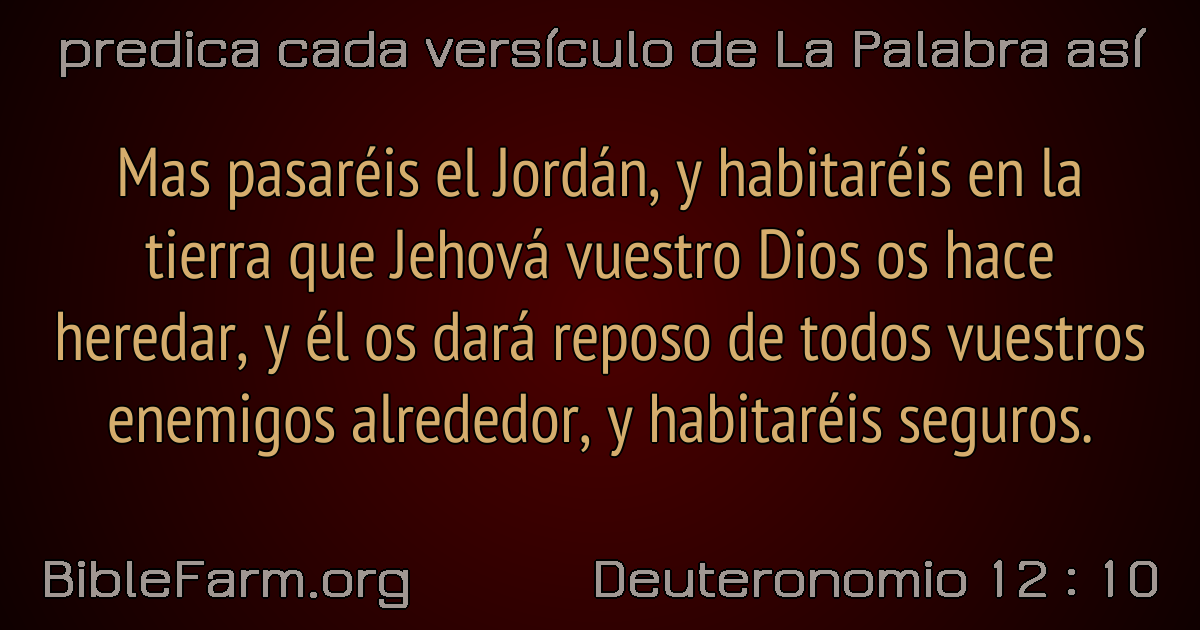 predica cada versículo de La Palabra así
Mas pasaréis el Jordán, y habitaréis en la
tierra que Jehová vuestro Dios os hace
heredar, y él os dará reposo de todos vuestros
enemigos alrededor, y habitaréis seguros.
BibleFarm.org
Deuteronomio 12 : 10